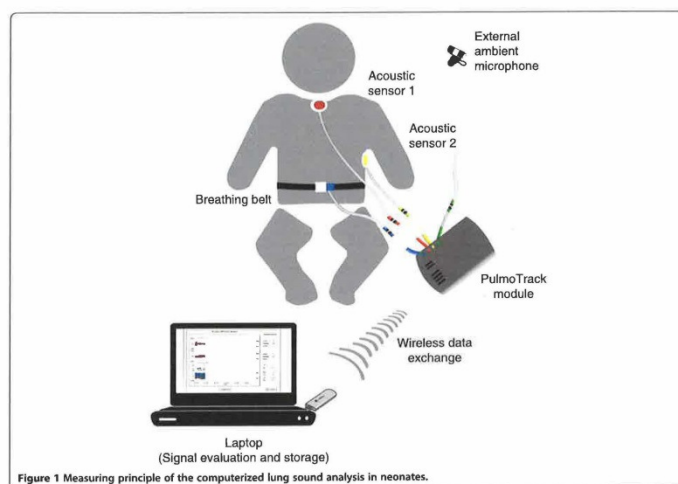 External
ambient
microphone
Acoustic
sensor 1
Acoustic
sensor 2
Breathing belt
PulmoTrack
module
Wireless data
exchange
Laptop
(Signal evaluation and storage)
Figure 1 Measuring principle of the computerized lung sound analysis in neonates.